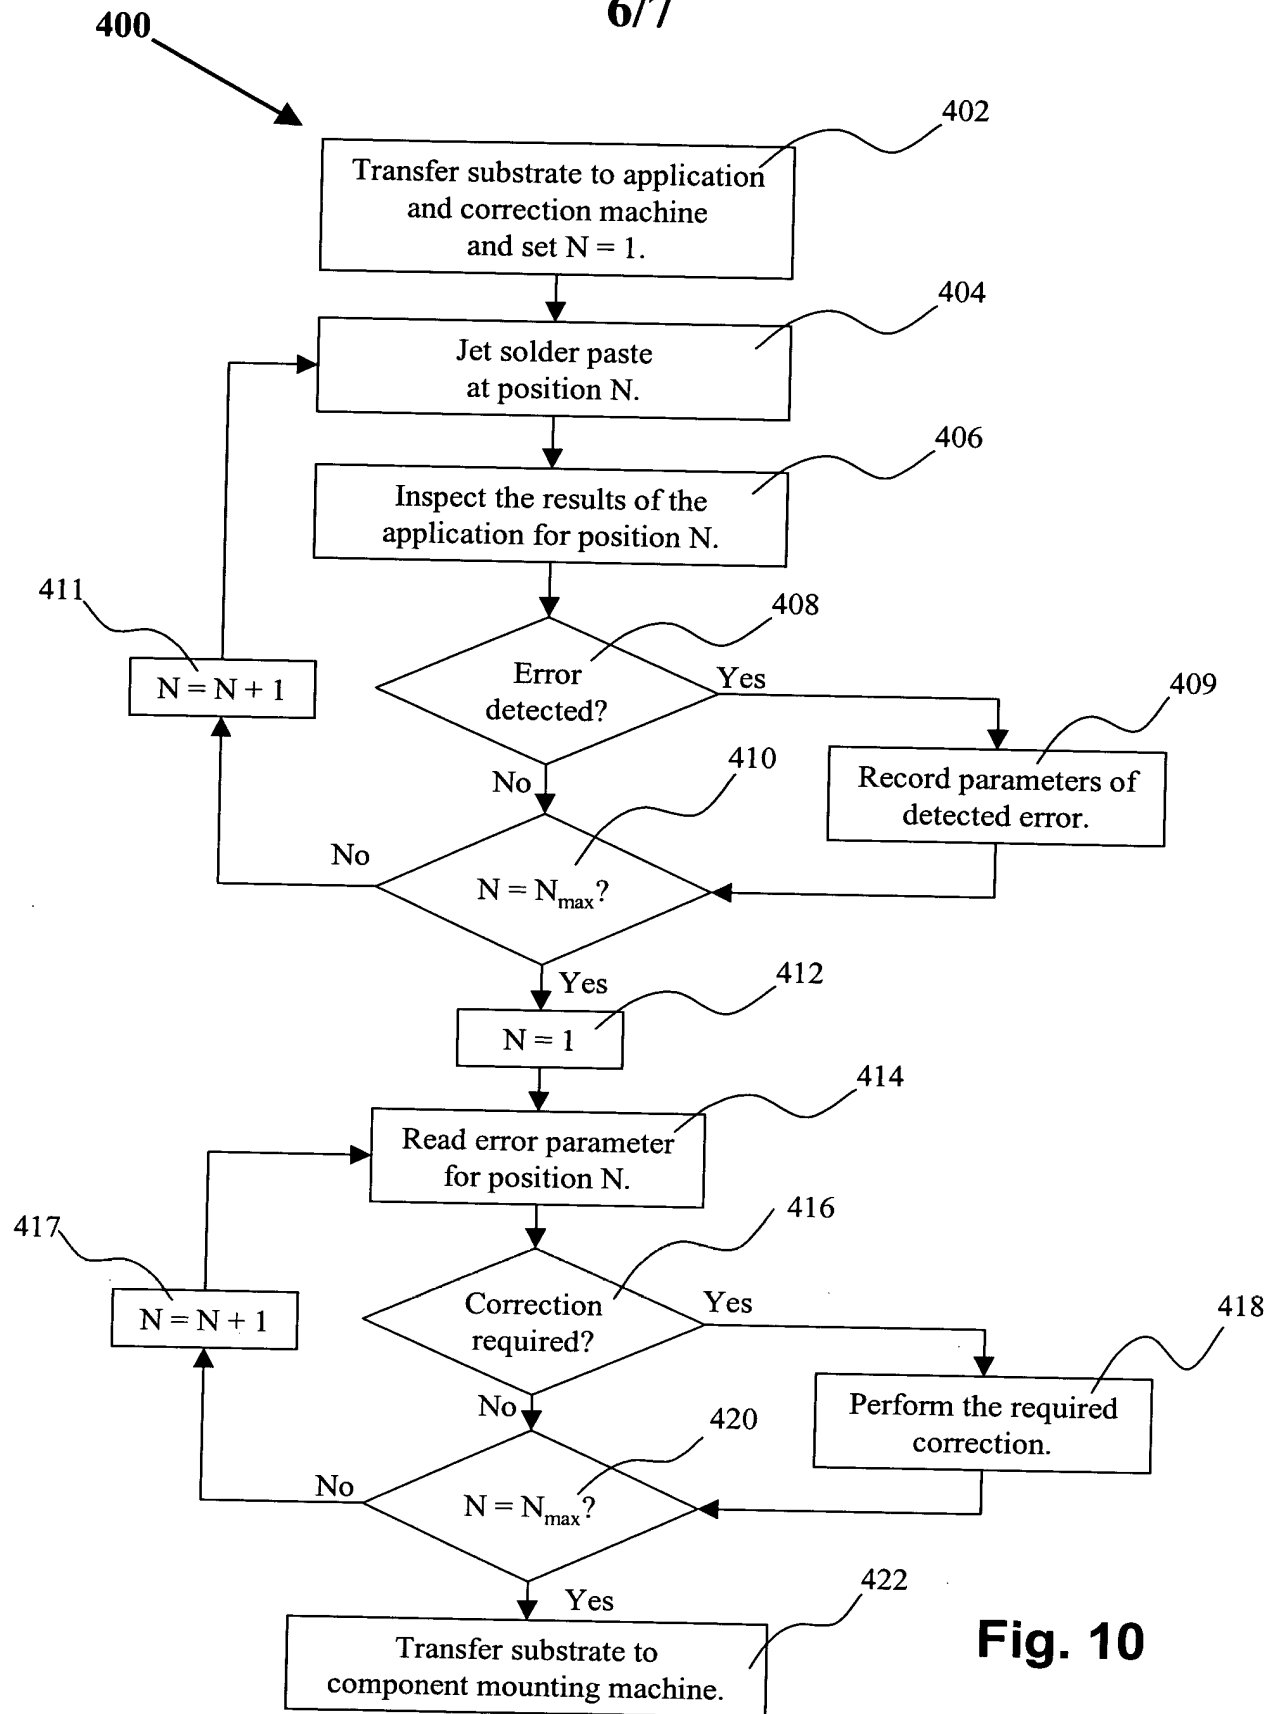 6/7
400
402
Transfer substrate to application
and correction machine
and set N = 1.
404
Jet solder paste
at position N.
406
Inspect the results of the
application for position N.
411
408
N = N + 1
Error
detected?
Yes
409
Record parameters of
detected error.
No
410
No
N = Nmax?
Yes
412
N = 1
414
Read error parameter
for position N.
417
416
N = N + 1
Correction
required?
Yes
418
Perform the required
correction.
No
420
No
N = Nmax?
Yes
422
Transfer substrate to
component mounting machine.
Fig. 10